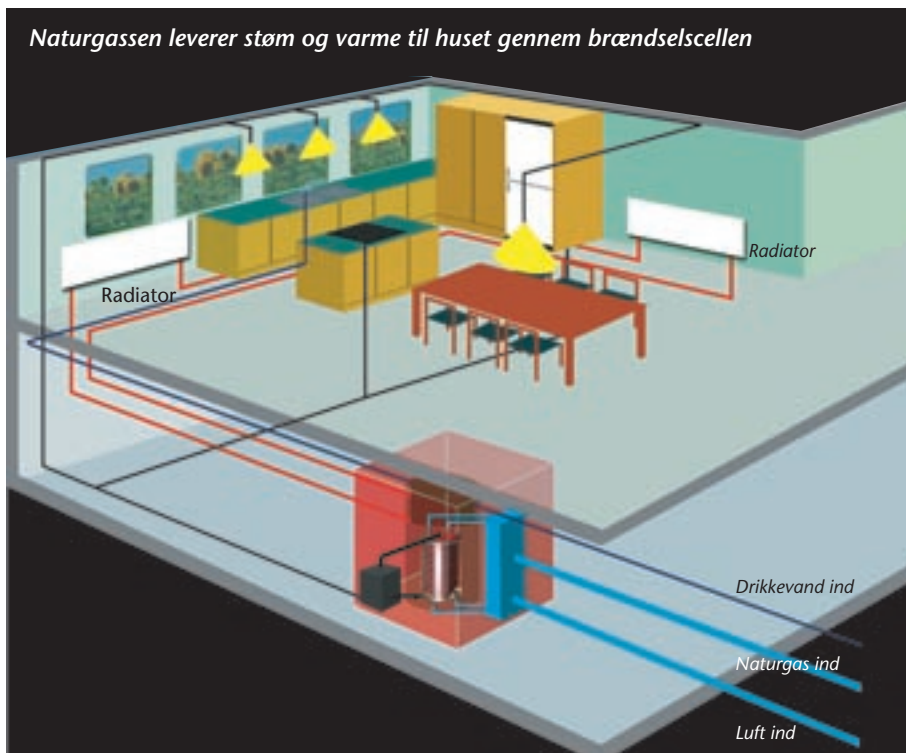 Naturgassen leverer støm og varme til huset gennem brændselscellen
Radiator
Radiator
Drikkevand ind
Naturgas ind
Luft ind